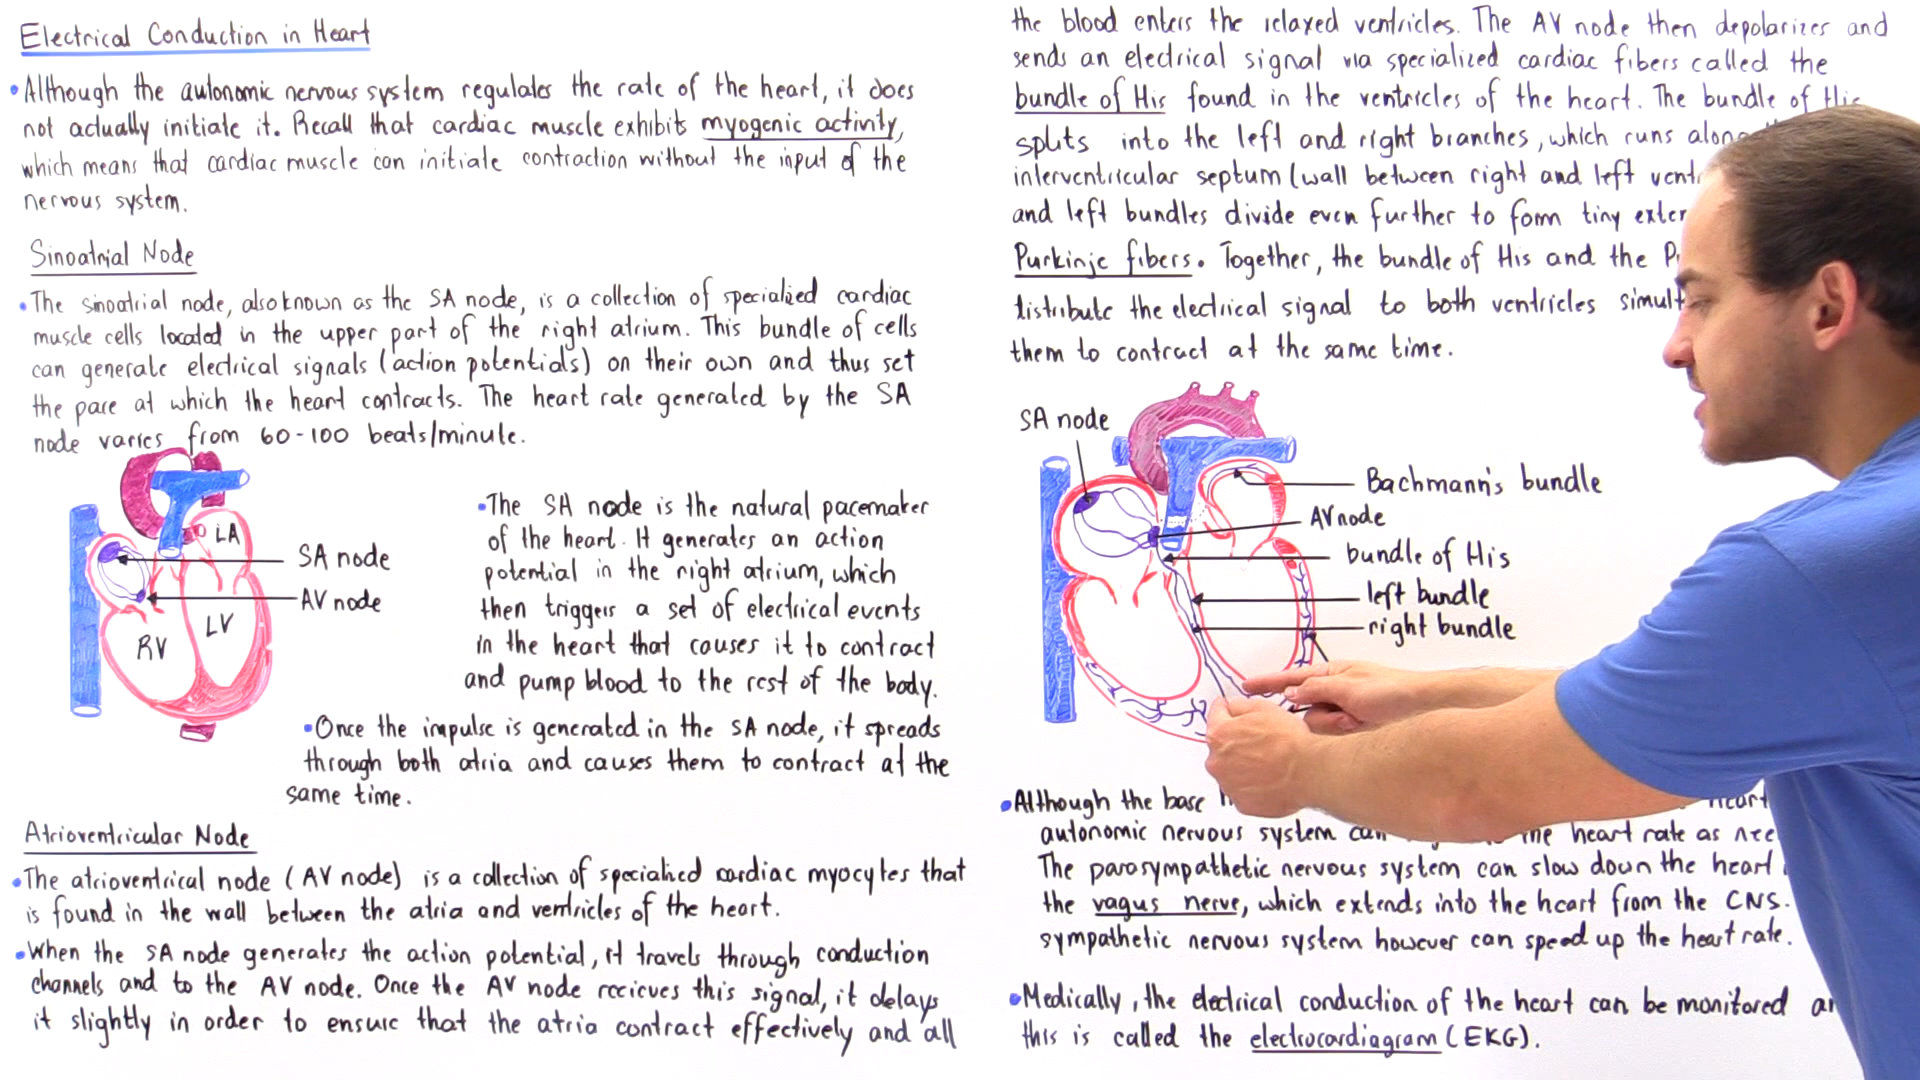 Electrical Conduction in Heart
•Although the autonomic nervous system regulates the rate of the heart, it does
not actually initiate it. Recall that cardiac muscle exhibits myogenic activity,
which means that cardiac muscle can initiate contraction without the input of the
nervous system.
Sinoatrial Node
•The sinoatrial node, also known as the SA node, is a collection of specialized cardiac
muscle cells located in the upper part of the right atrium. This bundle of cells
can generate electrical signals (action potentials) on their own and thus set
the pace at which the heart contracts. The heart rate generated by the SA
node varies from 60-100 beats/minute.
LA
SA node
AV node
LV
RV
•The SA node is the natural pacemaker
of the heart. It generates an action
potential in the right atrium, which
then triggers a set of electrical events
in the heart that causes it to contract
and pump blood to the rest of the body.
•Once the impulse is generated in the SA node, it spreads
through both atria and causes them to contract at the
same time.
Atrioventricular Node
•The atrioventrical node (AV node) is a collection of specialized cardiac myocytes that
is found in the wall between the atria and ventricles of the heart.
•When the SA node generates the action potential, it travels through conduction
channels and to the AV node. Once the AV node recieves this signal, it delays
it slightly in order to ensure that the atria contract effectively and all
the blood enters the relaxed ventricles. The AV node then depolarizes and
sends an electrical signal via specialized cardiac fibers called the
bundle of His found in the ventricles of the heart. The bundle of His
splits into the left and right branches, which runs along
interventricular septum (wall between right and left
and left bundles divide even further to form tiny
Purkinje fibers. Together, the bundle of His and the
distribute the electrical signal to both ventricles
them to contract at the same time.
SA node
Bachmann's bundle
AV node
bundle of His
left bundle
right bundle
•Although the base
autonomic nervous system can the heart rate as
The parasympathetic nervous system can slow down the heart
the vagus nerve, which extends into the heart from the CNS.
sympathetic nervous system however can speed up the heart rate.
•Medically, the electrical conduction of the heart can be monitored
this is called the electrocardiagram (EKG).